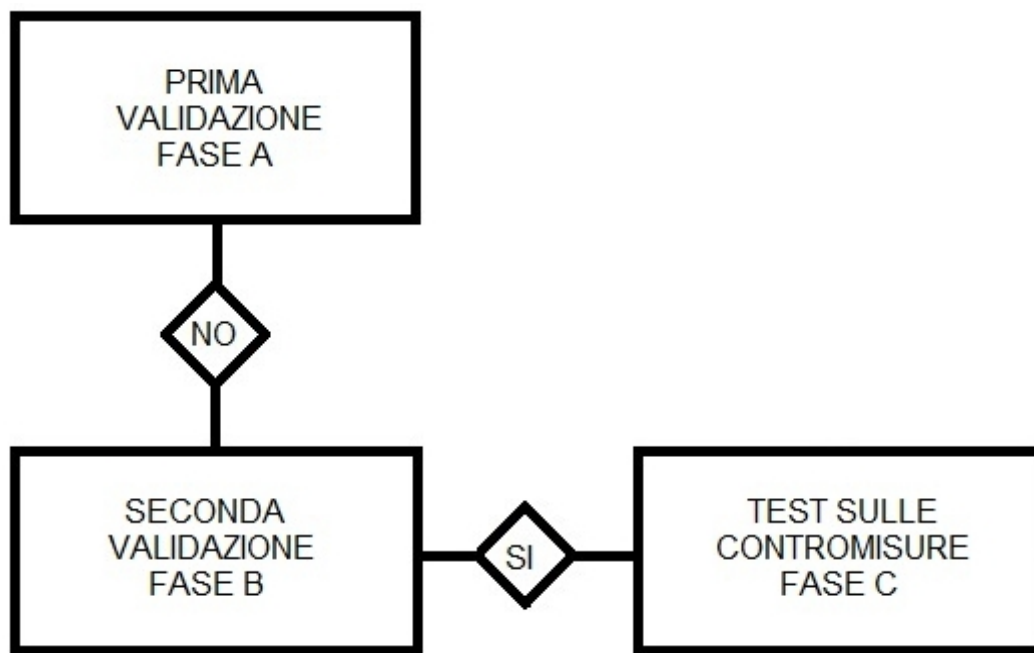 PRIMA
VALIDAZIONE
FASE A
NO
SECONDA
VALIDAZIONE
FASE B
SI
TEST SULLE
CONTROMISURE
FASE C